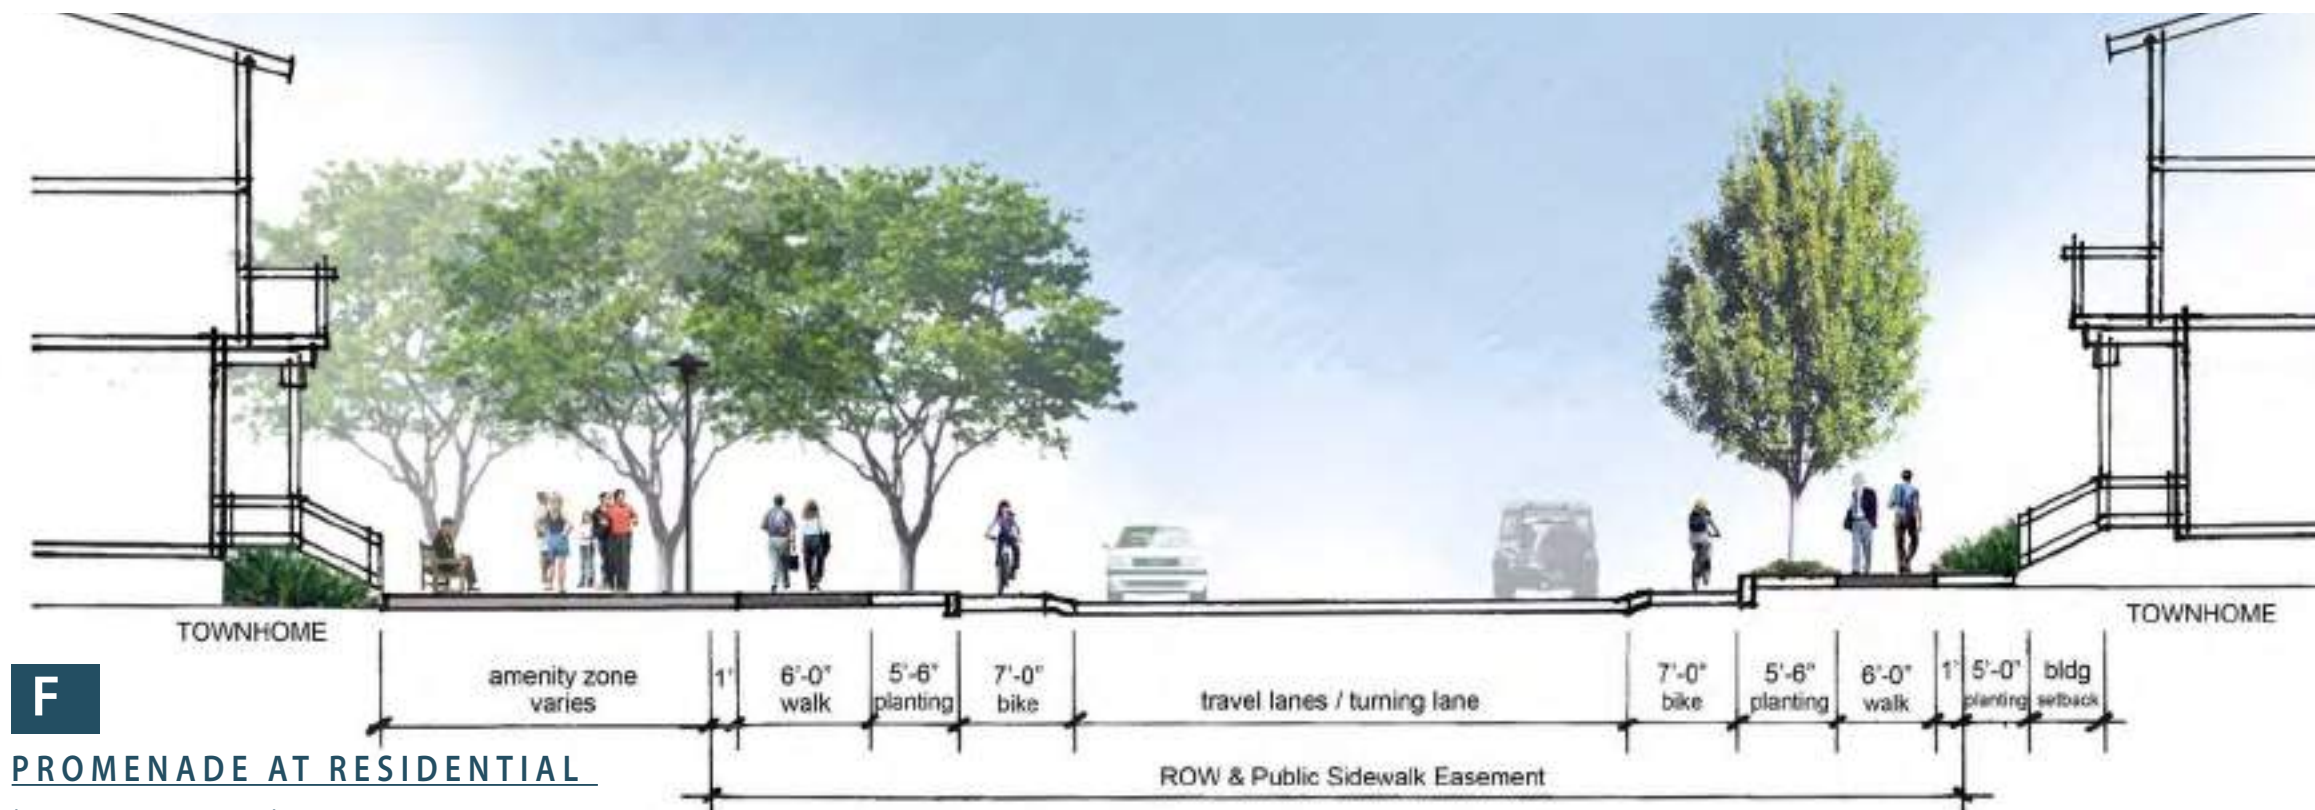 TOWNHOME
TOWNHOME
amenity zone
varies
1'
6'-0"
walk
5'-6"
planting
7'-0"
bike
travel lanes / turning lane
7'-0"
bike
5'-6"
planting
6'-0"
walk
1'
5'-0"
planting
bldg
setback
ROW & Public Sidewalk Easement
F
PROMENADE AT RESIDENTIAL